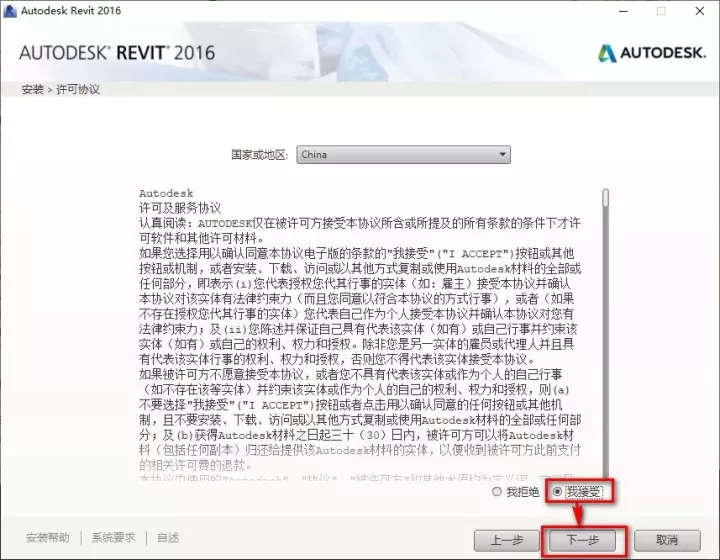 Autodesk Revit 2016
AUTODESK® REVIT® 2016
AUTODESK.
安装 > 许可协议
国家或地区: China
Autodesk
许可及服务协议
认真阅读：AUTODESK仅在被许可方接受本协议所含或所提及的所有条款的条件下才许
可软件和其他许可材料。
如果您选择用以确认同意本协议电子版的条款的"我接受"("I ACCEPT")按钮或其他
按钮或机制，或者安装、下载、访问或以其他方式复制或使用Autodesk材料的全部或
任何部分，即表示(i)您代表授权您代其行事的实体（如：雇主）接受本协议并确认
本协议对该实体有法律约束力（而且您同意以符合本协议的方式行事），或者（如果
不存在授权您代其行事的实体）您代表自己作为个人接受本协议并确认本协议对您有
法律约束力；及(ii)您陈述并保证自己具有代表该实体（如有）或自己行事并约束该
实体（如有）或自己的权利、权力和授权。除非您是另一实体的雇员或代理人并且具
有代表该实体行事的权利、权力和授权，否则您不得代表该实体接受本协议。
如果被许可方不愿意接受本协议，或者您不具有代表该实体或作为个人的自己行事
（如不存在该等实体）并约束该实体或作为个人的自己的权利、权力和授权，则(a)
不要选择"我接受"("I ACCEPT")按钮或者点击用以确认同意的任何按钮或其他机
制，且不要安装、下载、访问或以其他方式复制或使用Autodesk材料的全部或任何部
分；及(b)获得Autodesk材料之日起三十（30）日内，被许可方可以将Autodesk材
料（包括任何副本）归还给提供该Autodesk材料的实体，以便收到被许可方此前支付
的相关许可费的退款。
本协议中使用的"Autodesk"、"协议"、"被许可方"和其他术语均为定义词，
我拒绝 我接受
安装帮助 系统要求 自述 上一步 下一步 取消